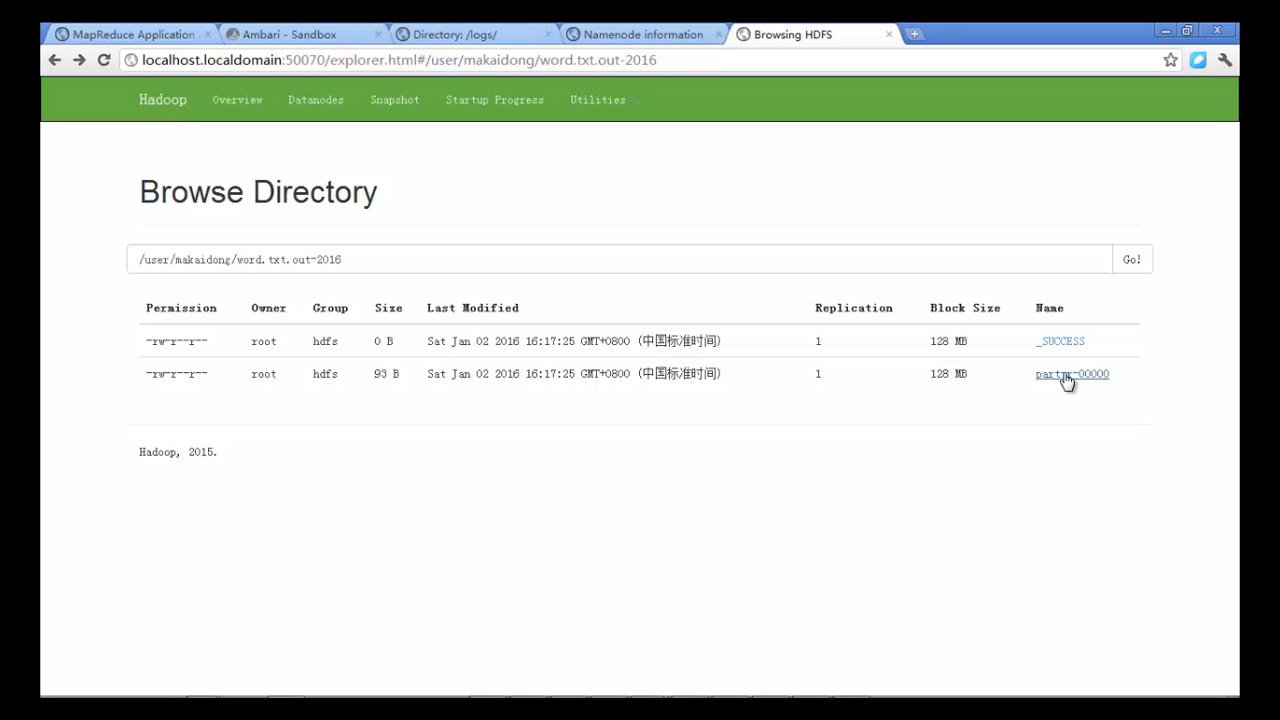 MapReduce Application
Ambari - Sandbox
Directory: /logs/
Namenode information
Browsing HDFS
localhost.localdomain:50070/explorer.html#/user/makaidong/word.txt.out-2016
Hadoop Overview Datanodes Snapshot Startup Progress Utilities
Browse Directory
/user/makaidong/word.txt.out-2016 Go!
Permission Owner Group Size Last Modified Replication Block Size Name
-rw-r--r-- root hdfs 0 B Sat Jan 02 2016 16:17:25 GMT+0800 (中国标准时间) 1 128 MB _SUCCESS
-rw-r--r-- root hdfs 93 B Sat Jan 02 2016 16:17:25 GMT+0800 (中国标准时间) 1 128 MB part-r-00000
Hadoop, 2015.